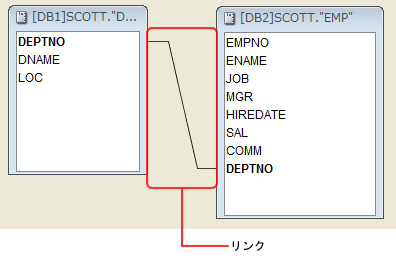 [DB1]SCOTT."D...
DEPTNO
DNAME
LOC
[DB2]SCOTT."EMP"
EMPNO
ENAME
JOB
MGR
HIREDATE
SAL
COMM
DEPTNO
リンク